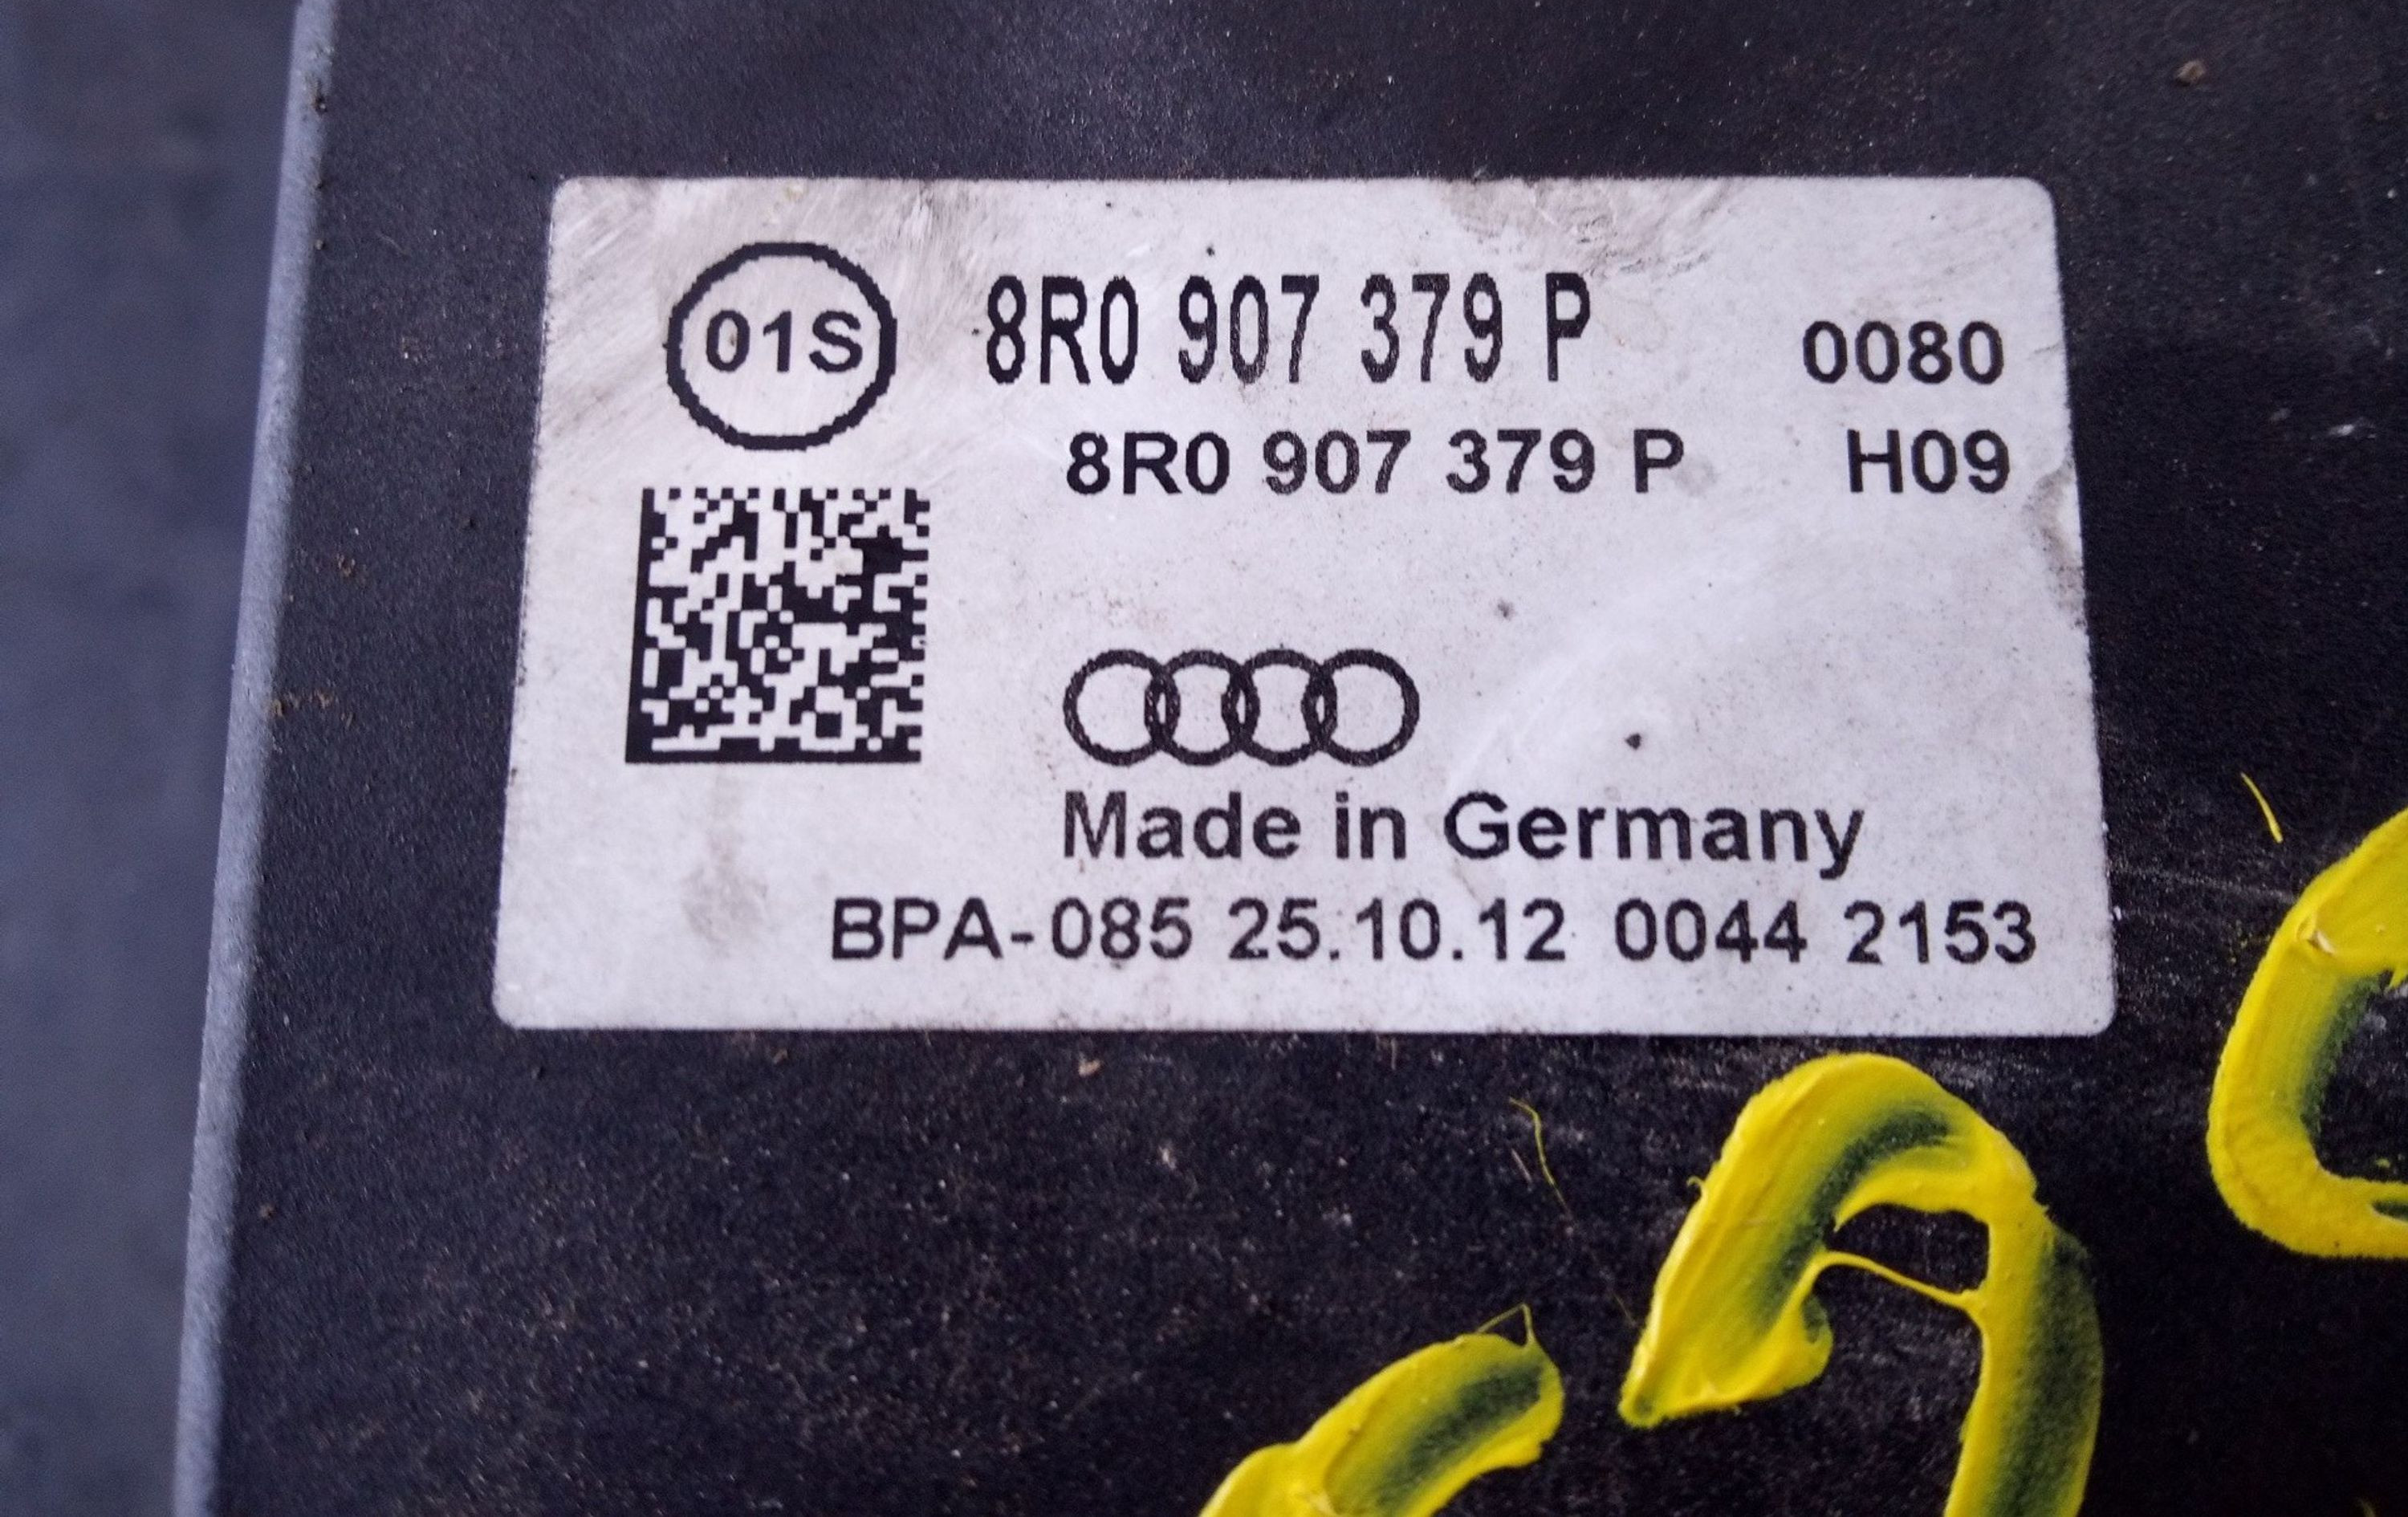 01S 8R0 907 379 P 0080
8R0 907 379 P H09
Made in Germany
BPA-085 25.10.12 0044 2153